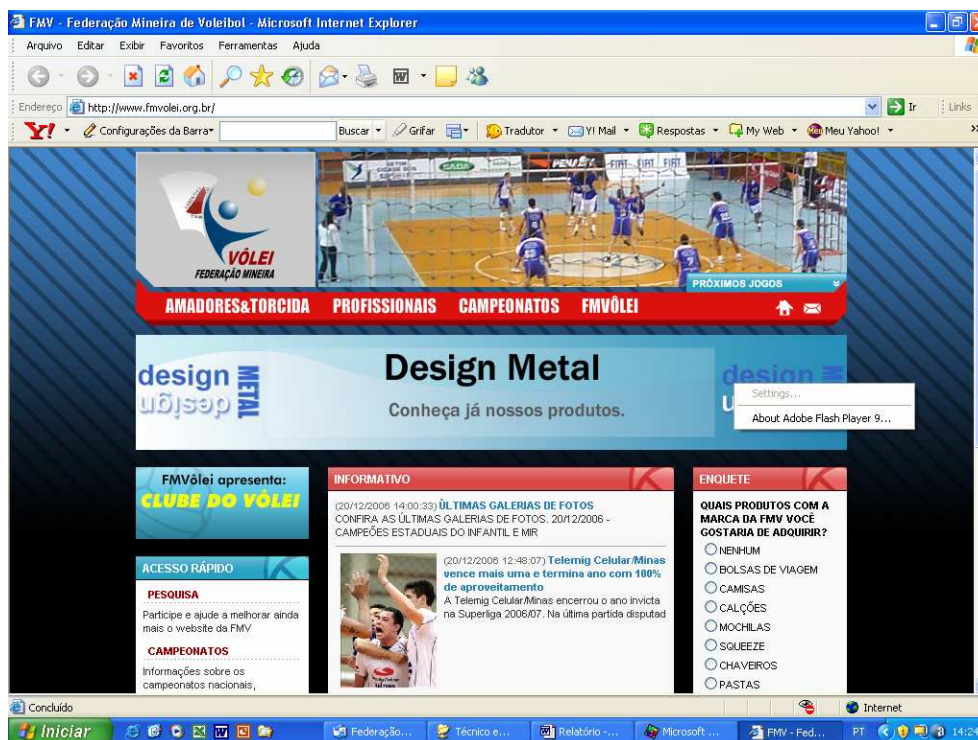 FMV - Federação Mineira de Voleibol - Microsoft Internet Explorer
Arquivo Editar Exibir Favoritos Ferramentas Ajuda
Endereço http://www.fmvolei.org.br/ Ir Links
Y! Configurações da Barra Buscar Grifar Tradutor Y! Mail Respostas My Web Meu Yahoo! »
VÔLEI
FEDERAÇÃO MINEIRA
FIAT FIAT FIAT
PRÓXIMOS JOGOS
AMADORES&TORCIDA PROFISSIONAIS CAMPEONATOS FMVÔLEI
design METAL
Design Metal
Conheça já nossos produtos.
design
Settings...
About Adobe Flash Player 9...
FMVôlei apresenta:
CLUBE DO VÔLEI
ACESSO RÁPIDO
PESQUISA
Participe e ajude a melhorar ainda
mais o website da FMV
CAMPEONATOS
Informações sobre os
campeonatos nacionais,
INFORMATIVO
(20/12/2006 14:00:33) ÙLTIMAS GALERIAS DE FOTOS
CONFIRA AS ÚLTIMAS GALERIAS DE FOTOS. 20/12/2006 -
CAMPEÕES ESTADUAIS DO INFANTIL E MIR
(20/12/2006 12:48:07) Telemig Celular/Minas
vence mais uma e termina ano com 100%
de aproveitamento
A Telemig Celular/Minas encerrou o ano invicta
na Superliga 2006/07. Na última partida disputad
ENQUETE
QUAIS PRODUTOS COM A
MARCA DA FMV VOCÊ
GOSTARIA DE ADQUIRIR?
NENHUM
BOLSAS DE VIAGEM
CAMISAS
CALÇÕES
MOCHILAS
SQUEEZE
CHAVEIROS
PASTAS
Concluído Internet
Iniciar Federação... Técnico e... Relatório -... Microsoft ... FMV - Fed... PT